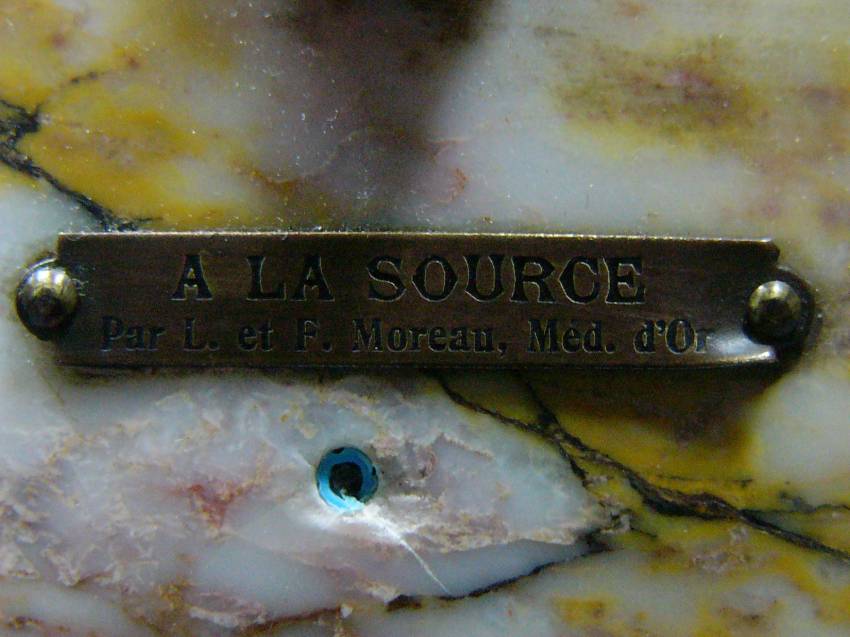 A LA SOURCE
Par L. et F. Moreau, Méd. d'Or